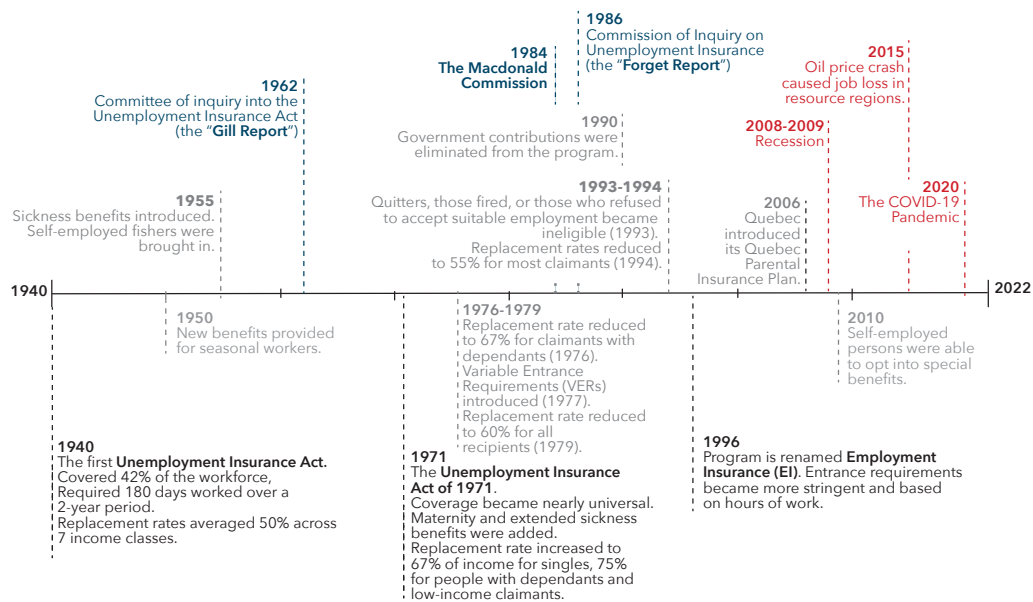 1986
Commission of Inquiry on
Unemployment Insurance
(the “Forget Report”)
1984
The Macdonald
Commission
2015
Oil price crash
caused job loss in
resource regions.
1962
Committee of inquiry into the
Unemployment Insurance Act
(the “Gill Report”)
1990
Government contributions were
eliminated from the program.
2008-2009
Recession
1955
Sickness benefits introduced.
Self-employed fishers were
brought in.
1993-1994
Quitters, those fired, or those who refused
to accept suitable employment became
ineligible (1993).
Replacement rates reduced
to 55% for most claimants (1994).
2006
Quebec
introduced
its Quebec
Parental
Insurance Plan.
2020
The COVID-19
Pandemic
1940
2022
1950
New benefits provided
for seasonal workers.
1976-1979
Replacement rate reduced
to 67% for claimants with
dependants (1976).
Variable Entrance
Requirements (VERs)
introduced (1977).
Replacement rate reduced
to 60% for all
recipients (1979).
2010
Self-employed
persons were able
to opt into special
benefits.
1940
The first Unemployment Insurance Act.
Covered 42% of the workforce,
Required 180 days worked over a
2-year period.
Replacement rates averaged 50% across
7 income classes.
1971
The Unemployment Insurance
Act of 1971.
Coverage became nearly universal.
Maternity and extended sickness
benefits were added.
Replacement rate increased to
67% of income for singles, 75%
for people with dependants and
low-income claimants.
1996
Program is renamed Employment
Insurance (EI). Entrance requirements
became more stringent and based
on hours of work.